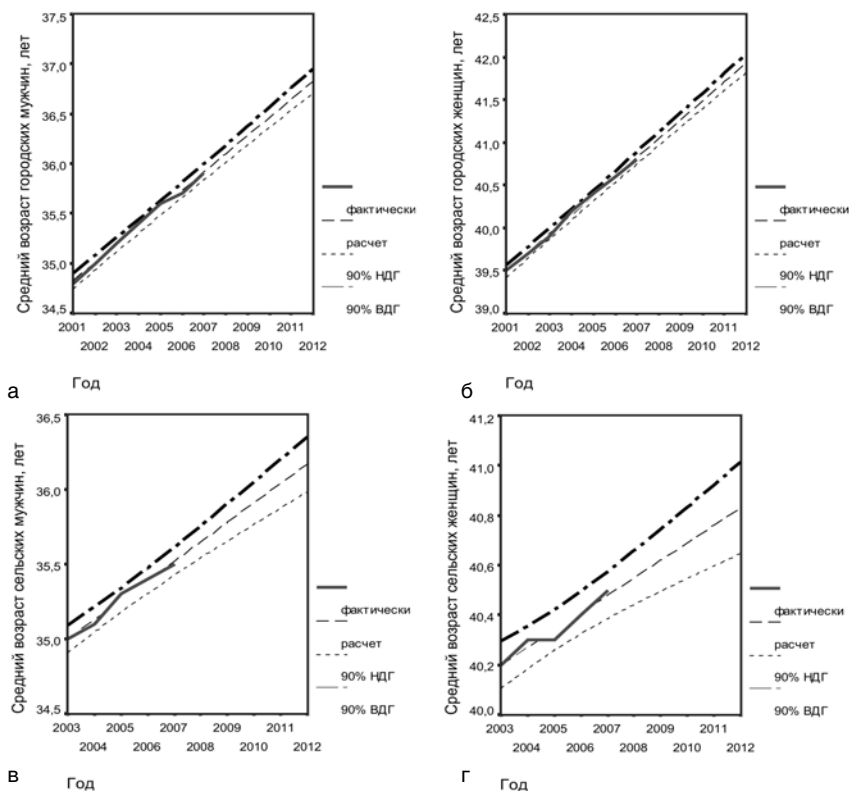 Средний возраст городских мужчин, лет
37,5
37,0
36,5
36,0
35,5
35,0
34,5
2001 2003 2005 2007 2009 2011
2002 2004 2006 2008 2010 2012
Год
фактически
расчет
90% НДГ
90% ВДГ
а
Средний возраст городских женщин, лет
42,5
42,0
41,5
41,0
40,5
40,0
39,5
39,0
2001 2003 2005 2007 2009 2011
2002 2004 2006 2008 2010 2012
Год
фактически
расчет
90% НДГ
90% ВДГ
б
Средний возраст сельских мужчин, лет
36,5
36,0
35,5
35,0
34,5
2003 2005 2007 2009 2011
2004 2006 2008 2010 2012
Год
фактически
расчет
90% НДГ
90% ВДГ
в
Средний возраст сельских женщин, лет
41,2
41,0
40,8
40,6
40,4
40,2
40,0
2003 2005 2007 2009 2011
2004 2006 2008 2010 2012
Год
фактически
расчет
90% НДГ
90% ВДГ
г